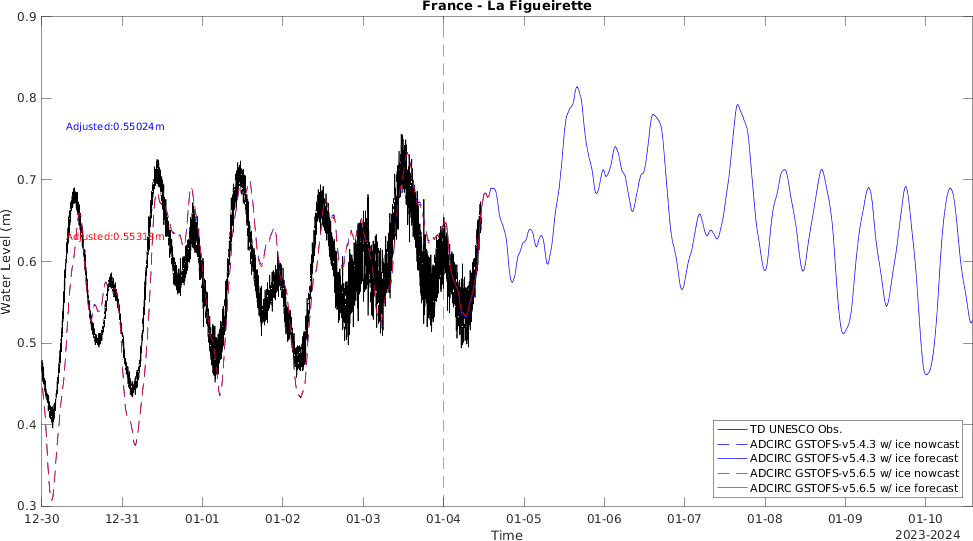 France - La Figueirette
0.9
0.8
0.7
0.6
0.5
0.4
0.3
Water Level (m)
Adjusted:0.55024m
Adjusted:0.55313m
TD UNESCO Obs.
ADCIRC GSTOFS-v5.4.3 w/ ice nowcast
ADCIRC GSTOFS-v5.4.3 w/ ice forecast
ADCIRC GSTOFS-v5.6.5 w/ ice nowcast
ADCIRC GSTOFS-v5.6.5 w/ ice forecast
12-30 12-31 01-01 01-02 01-03 01-04 01-05 01-06 01-07 01-08 01-09 01-10
Time
2023-2024